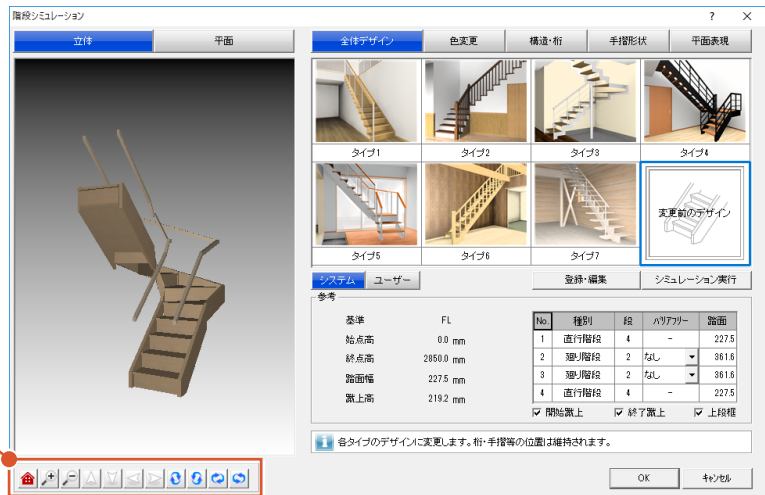 階段シミュレーション
? ×
立体 平面
全体デザイン 色変更 構造・桁 手摺形状 平面表現
タイプ1 タイプ2 タイプ3 タイプ4
変更前のデザイン
タイプ5 タイプ6 タイプ7
システム ユーザー 登録・編集 シミュレーション実行
参考
基準 FL
始点高 0.0 mm
終点高 2850.0 mm
踏面幅 227.5 mm
蹴上高 219.2 mm
No. 種別 段 バリアフリー 踏面
1 直行階段 4 - 227.5
2 廻り階段 2 なし 361.6
3 廻り階段 2 なし 361.6
4 直行階段 4 - 227.5
開始蹴上 終了蹴上 上段框
各タイプのデザインに変更します。桁・手摺等の位置は維持されます。
OK キャンセル